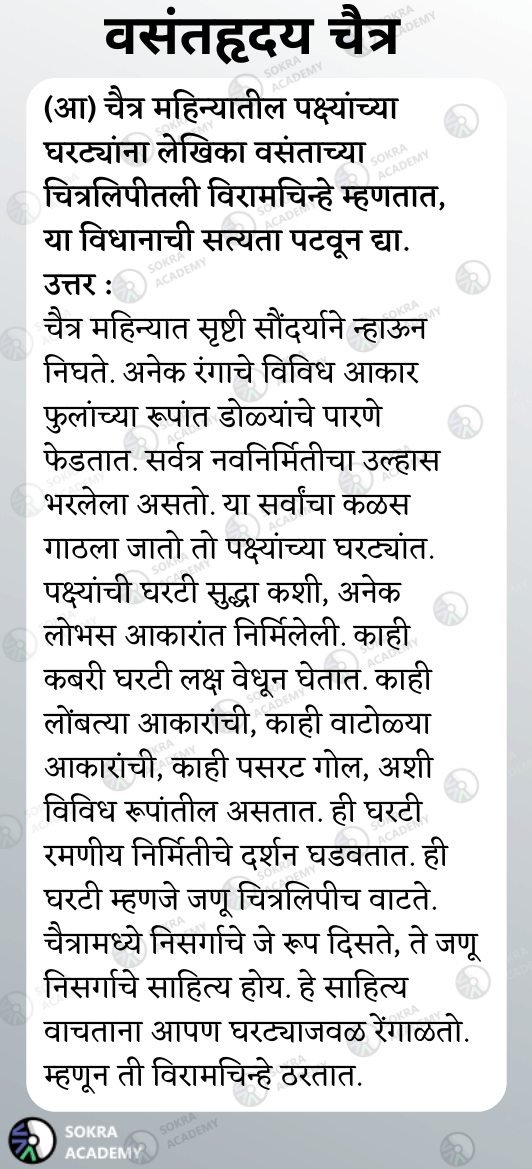 वसंतहृदय चैत्र
(आ) चैत्र महिन्यातील पक्ष्यांच्या
घरट्यांना लेखिका वसंताच्या
चित्रलिपीतली विरामचिन्हे म्हणतात,
या विधानाची सत्यता पटवून द्या.
उत्तर :
चैत्र महिन्यात सृष्टी सौंदर्याने न्हाऊन
निघते. अनेक रंगाचे विविध आकार
फुलांच्या रूपांत डोळ्यांचे पारणे
फेडतात. सर्वत्र नवनिर्मितीचा उल्हास
भरलेला असतो. या सर्वांचा कळस
गाठला जातो तो पक्ष्यांच्या घरट्यांत.
पक्ष्यांची घरटी सुद्धा कशी, अनेक
लोभस आकारांत निर्मिलेली. काही
कबरी घरटी लक्ष वेधून घेतात. काही
लोंबत्या आकारांची, काही वाटोळ्या
आकारांची, काही पसरट गोल, अशी
विविध रूपांतील असतात. ही घरटी
रमणीय निर्मितीचे दर्शन घडवतात. ही
घरटी म्हणजे जणू चित्रलिपीच वाटते.
चैत्रामध्ये निसर्गाचे जे रूप दिसते, ते जणू
निसर्गाचे साहित्य होय. हे साहित्य
वाचताना आपण घरट्याजवळ रेंगाळतो.
म्हणून ती विरामचिन्हे ठरतात.
SOKRA
ACADEMY